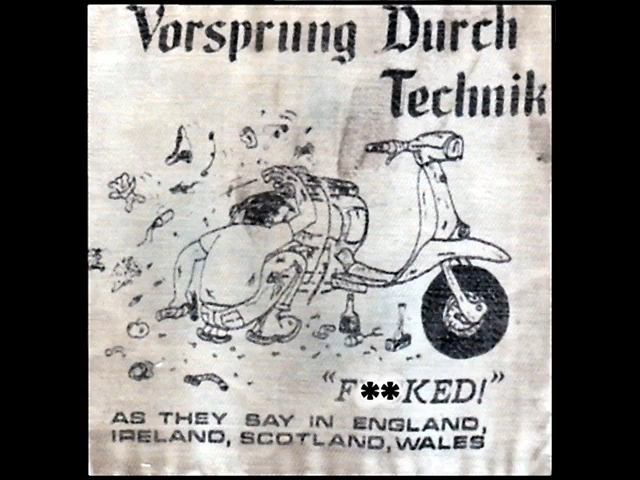 Vorsprung Durch
Technik
"F**KED!"
AS THEY SAY IN ENGLAND,
IRELAND, SCOTLAND, WALES